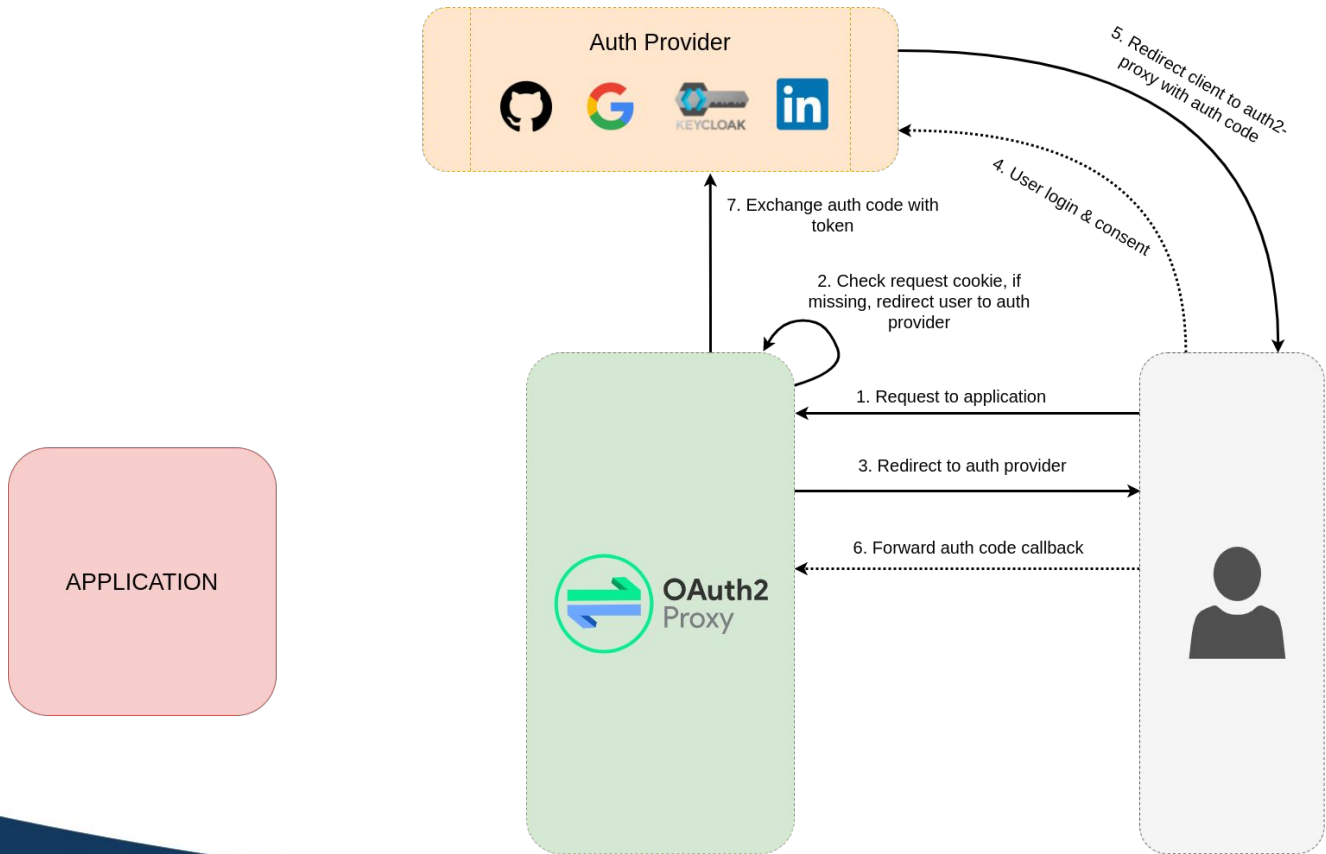 Auth Provider
KEYCLOAK
in
5. Redirect client to auth2-
proxy with auth code
4. User login & consent
7. Exchange auth code with
token
2. Check request cookie, if
missing, redirect user to auth
provider
1. Request to application
3. Redirect to auth provider
6. Forward auth code callback
APPLICATION
OAuth2
Proxy